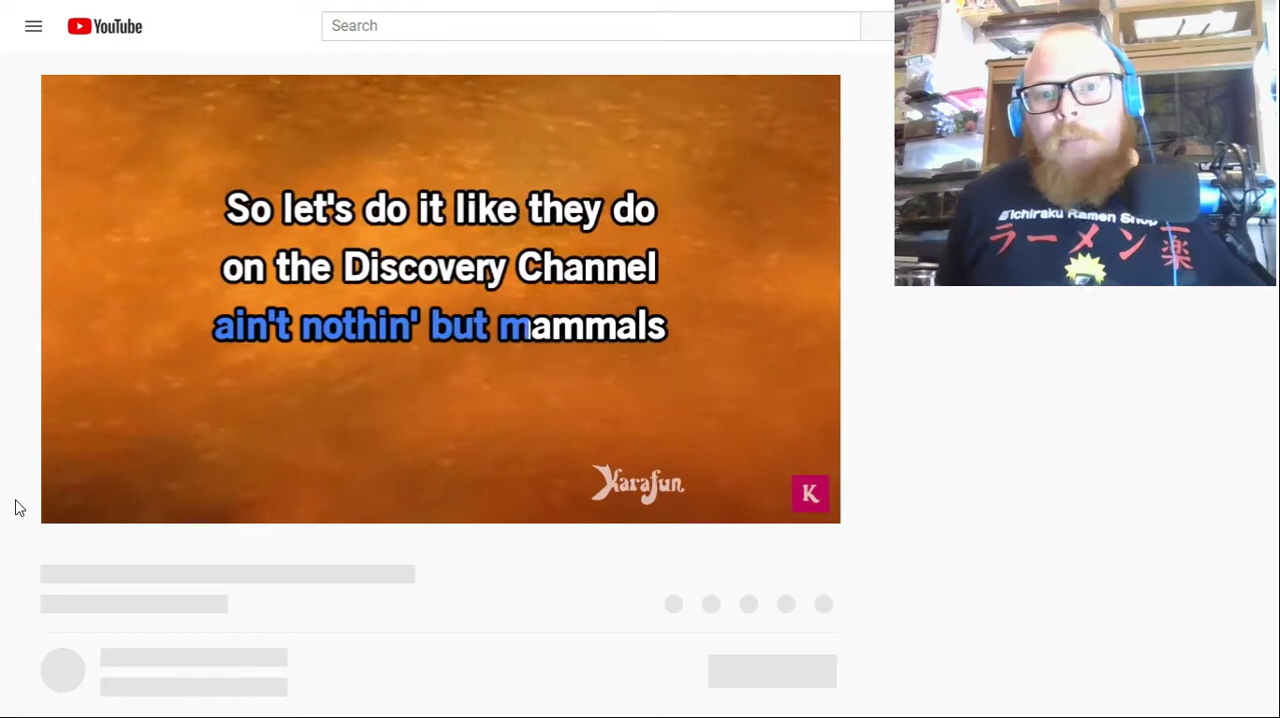 YouTube
Search
So let's do it like they do
on the Discovery Channel
ain't nothin' but mammals
Karafun
K
Ichiraku Ramen Shop
ラーメン一楽